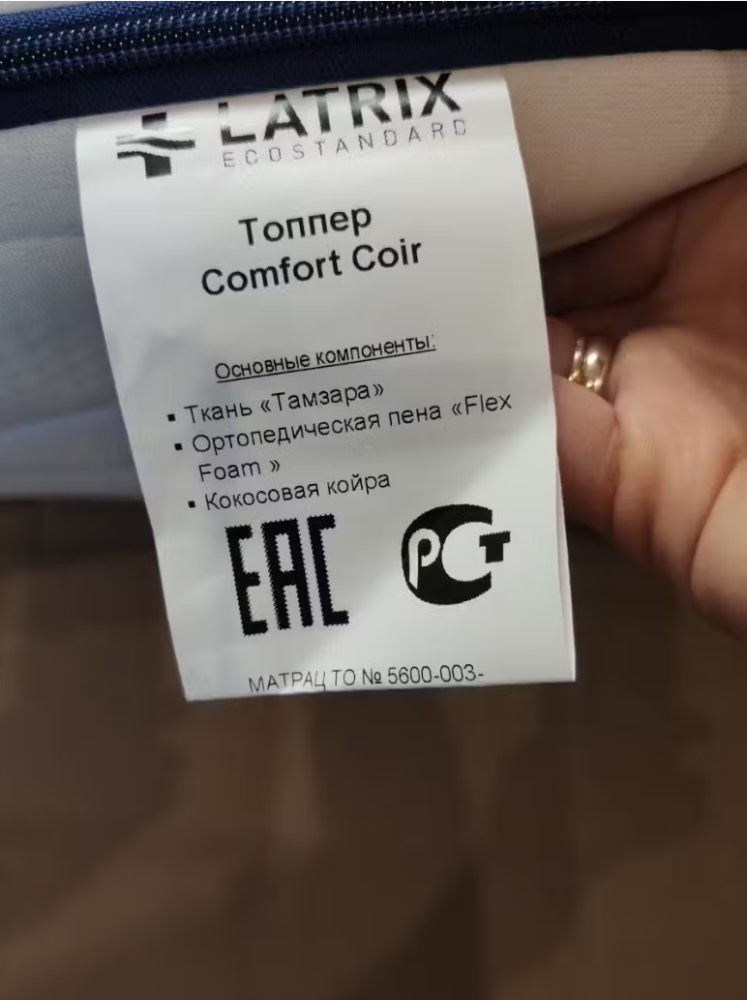 LATRIX
ECOSTANDARD
Топпер
Comfort Coir
Основные компоненты:
▪ Ткань «Тамзара»
▪ Ортопедическая пена «Flex
Foam »
▪ Кокосовая койра
ЕАС РСТ
МАТРАЦ ТО № 5600-003-